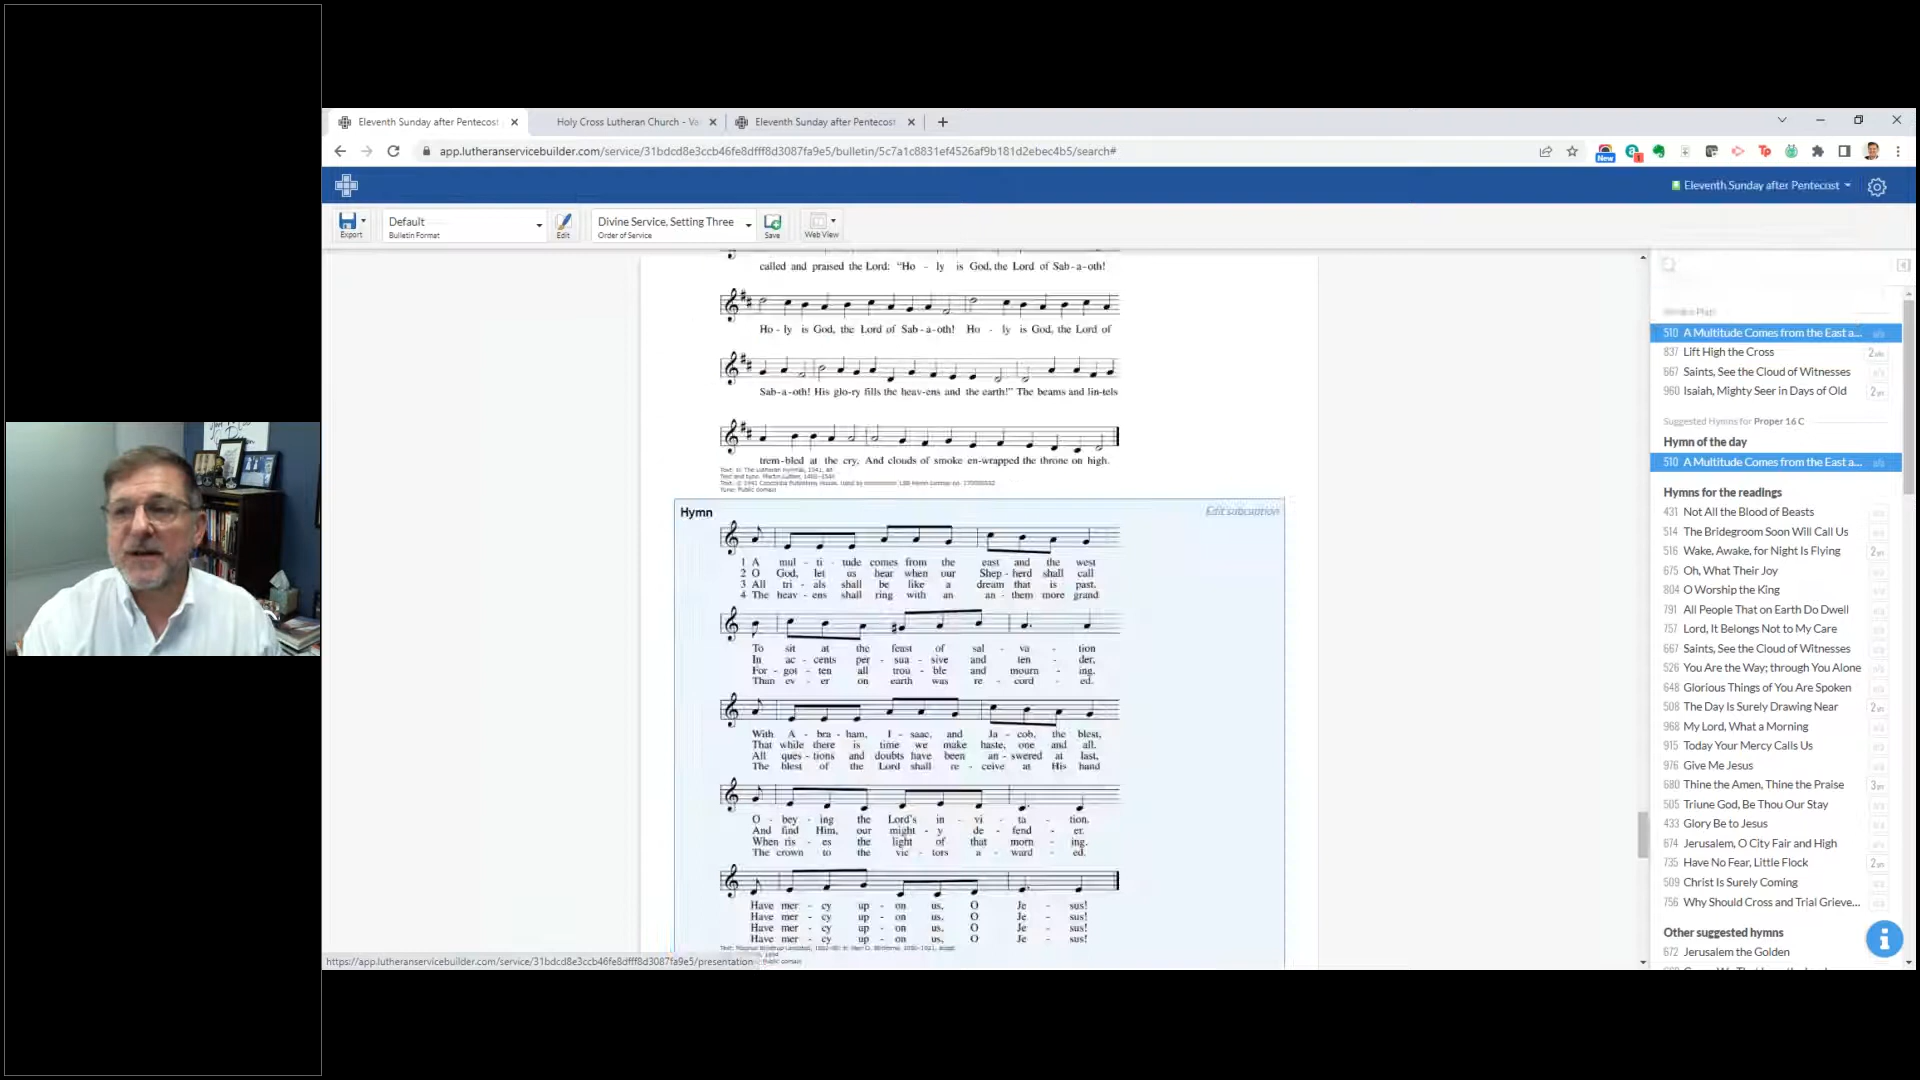 Eleventh Sunday after Pentecost
Holy Cross Lutheran Church - Va
Eleventh Sunday after Pentecost
app.lutheranservicebuilder.com/service/31bdcd8e3ccb46fe8dfff8d3087fa9e5/bulletin/5c7a1c8831ef4526af9b181d2ebec4b5/search#
New
Eleventh Sunday after Pentecost
Export
Default
Bulletin Format
Edit
Divine Service, Setting Three
Order of Service
Save
Web View
called and praised the Lord: "Ho - ly is God, the Lord of Sab-a-oth!
Ho - ly is God, the Lord of Sab-a-oth! Ho - ly is God, the Lord of
Sab-a-oth! His glo-ry fills the heav-ens and the earth!" The beams and lin-tels
trem-bled at the cry, And clouds of smoke en-wrapped the throne on high.
Tune: Public domain
Hymn
Edit subcaption
1 A mul - ti - tude comes from the east and the west
2 O God, let us hear when our Shep - herd shall call
3 All tri - als shall be like a dream that is past,
4 The heav - ens shall ring with an an - them more grand
To sit at the feast of sal - va - tion
In ac - cents per - sua - sive and ten - der,
For - got - ten all trou - ble and mourn - ing.
Than ev - er on earth was re - cord - ed.
With A - bra - ham, I - saac, and Ja - cob, the blest,
That while there is time we make haste, one and all,
All ques - tions and doubts have been an - swered at last,
The blest of the Lord shall re - ceive at His hand
O - bey - ing the Lord's in - vi - ta - tion.
And find Him, our might - y de - fend - er.
When ris - es the light of that morn - ing.
The crown to the vic - tors a - ward - ed.
Have mer - cy up - on us, O Je - sus!
Have mer - cy up - on us, O Je - sus!
Have mer - cy up - on us, O Je - sus!
Have mer - cy up - on us, O Je - sus!
https://app.lutheranservicebuilder.com/service/31bdcd8e3ccb46fe8dfff8d3087fa9e5/presentation
510 A Multitude Comes from the East a...
837 Lift High the Cross
667 Saints, See the Cloud of Witnesses
960 Isaiah, Mighty Seer in Days of Old
Suggested Hymns for Proper 16 C
Hymn of the day
510 A Multitude Comes from the East a...
Hymns for the readings
431 Not All the Blood of Beasts
514 The Bridegroom Soon Will Call Us
516 Wake, Awake, for Night Is Flying
675 Oh, What Their Joy
804 O Worship the King
791 All People That on Earth Do Dwell
757 Lord, It Belongs Not to My Care
667 Saints, See the Cloud of Witnesses
526 You Are the Way; through You Alone
648 Glorious Things of You Are Spoken
508 The Day Is Surely Drawing Near
968 My Lord, What a Morning
915 Today Your Mercy Calls Us
976 Give Me Jesus
680 Thine the Amen, Thine the Praise
505 Triune God, Be Thou Our Stay
433 Glory Be to Jesus
674 Jerusalem, O City Fair and High
735 Have No Fear, Little Flock
509 Christ Is Surely Coming
756 Why Should Cross and Trial Grieve...
Other suggested hymns
672 Jerusalem the Golden